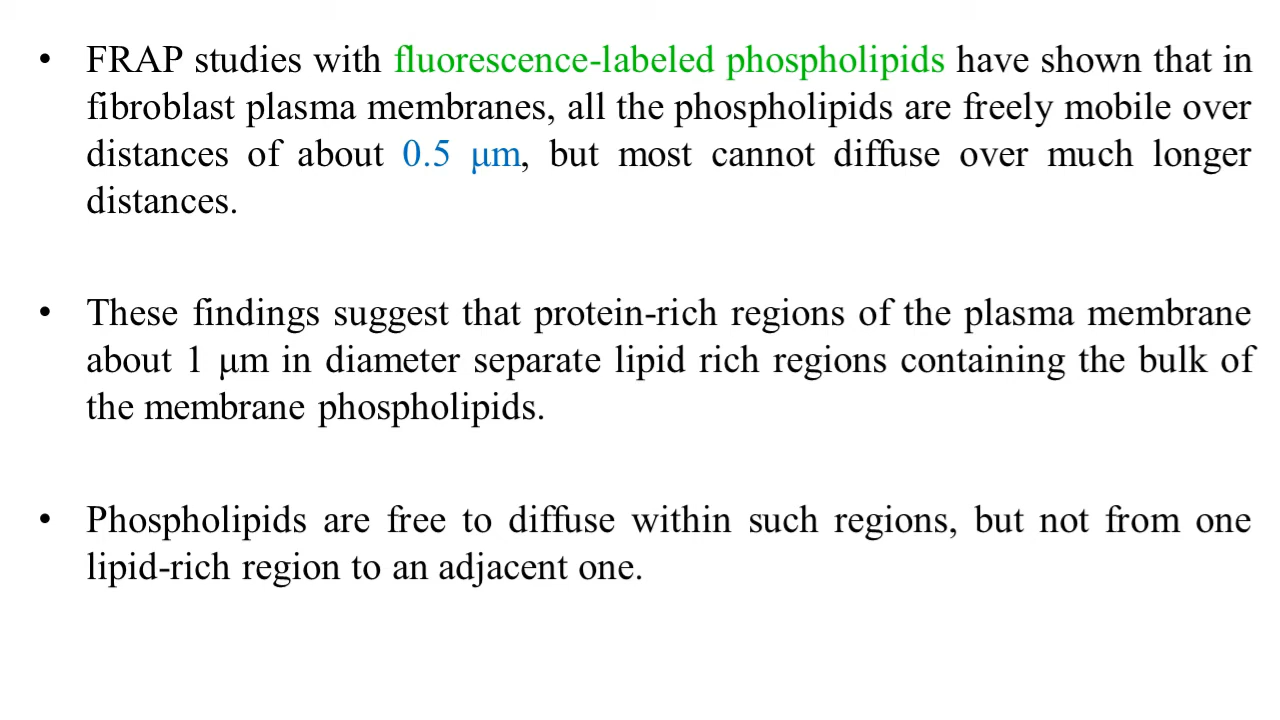 • FRAP studies with fluorescence-labeled phospholipids have shown that in
fibroblast plasma membranes, all the phospholipids are freely mobile over
distances of about 0.5 μm, but most cannot diffuse over much longer
distances.
• These findings suggest that protein-rich regions of the plasma membrane
about 1 μm in diameter separate lipid rich regions containing the bulk of
the membrane phospholipids.
• Phospholipids are free to diffuse within such regions, but not from one
lipid-rich region to an adjacent one.